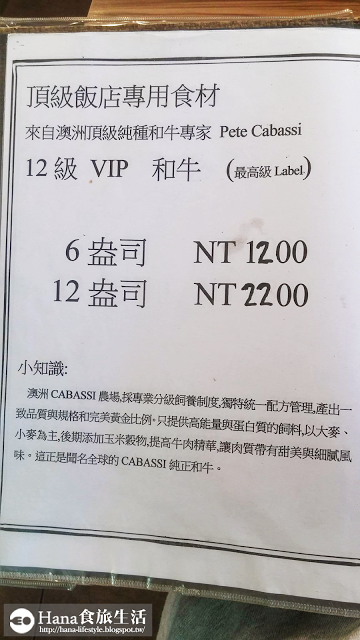 頂級飯店專用食材
來自澳洲頂級純種和牛專家 Pete Cabassi
12級 VIP 和牛 (最高級 Label)
6 盎司 NT 1200
12 盎司 NT 2200
小知識:
澳洲 CABASSI 農場,採專業分級飼養制度,獨特統一配方管理,產出一
致品質與規格和完美黃金比例。只提供高能量與蛋白質的飼料,以大麥、
小麥為主,後期添加玉米穀物,提高牛肉精華,讓肉質帶有甜美與細膩風
味。這正是聞名全球的 CABASSI 純正和牛。
Hana食旅生活
http://hana-lifestyle.blogspot.tw/